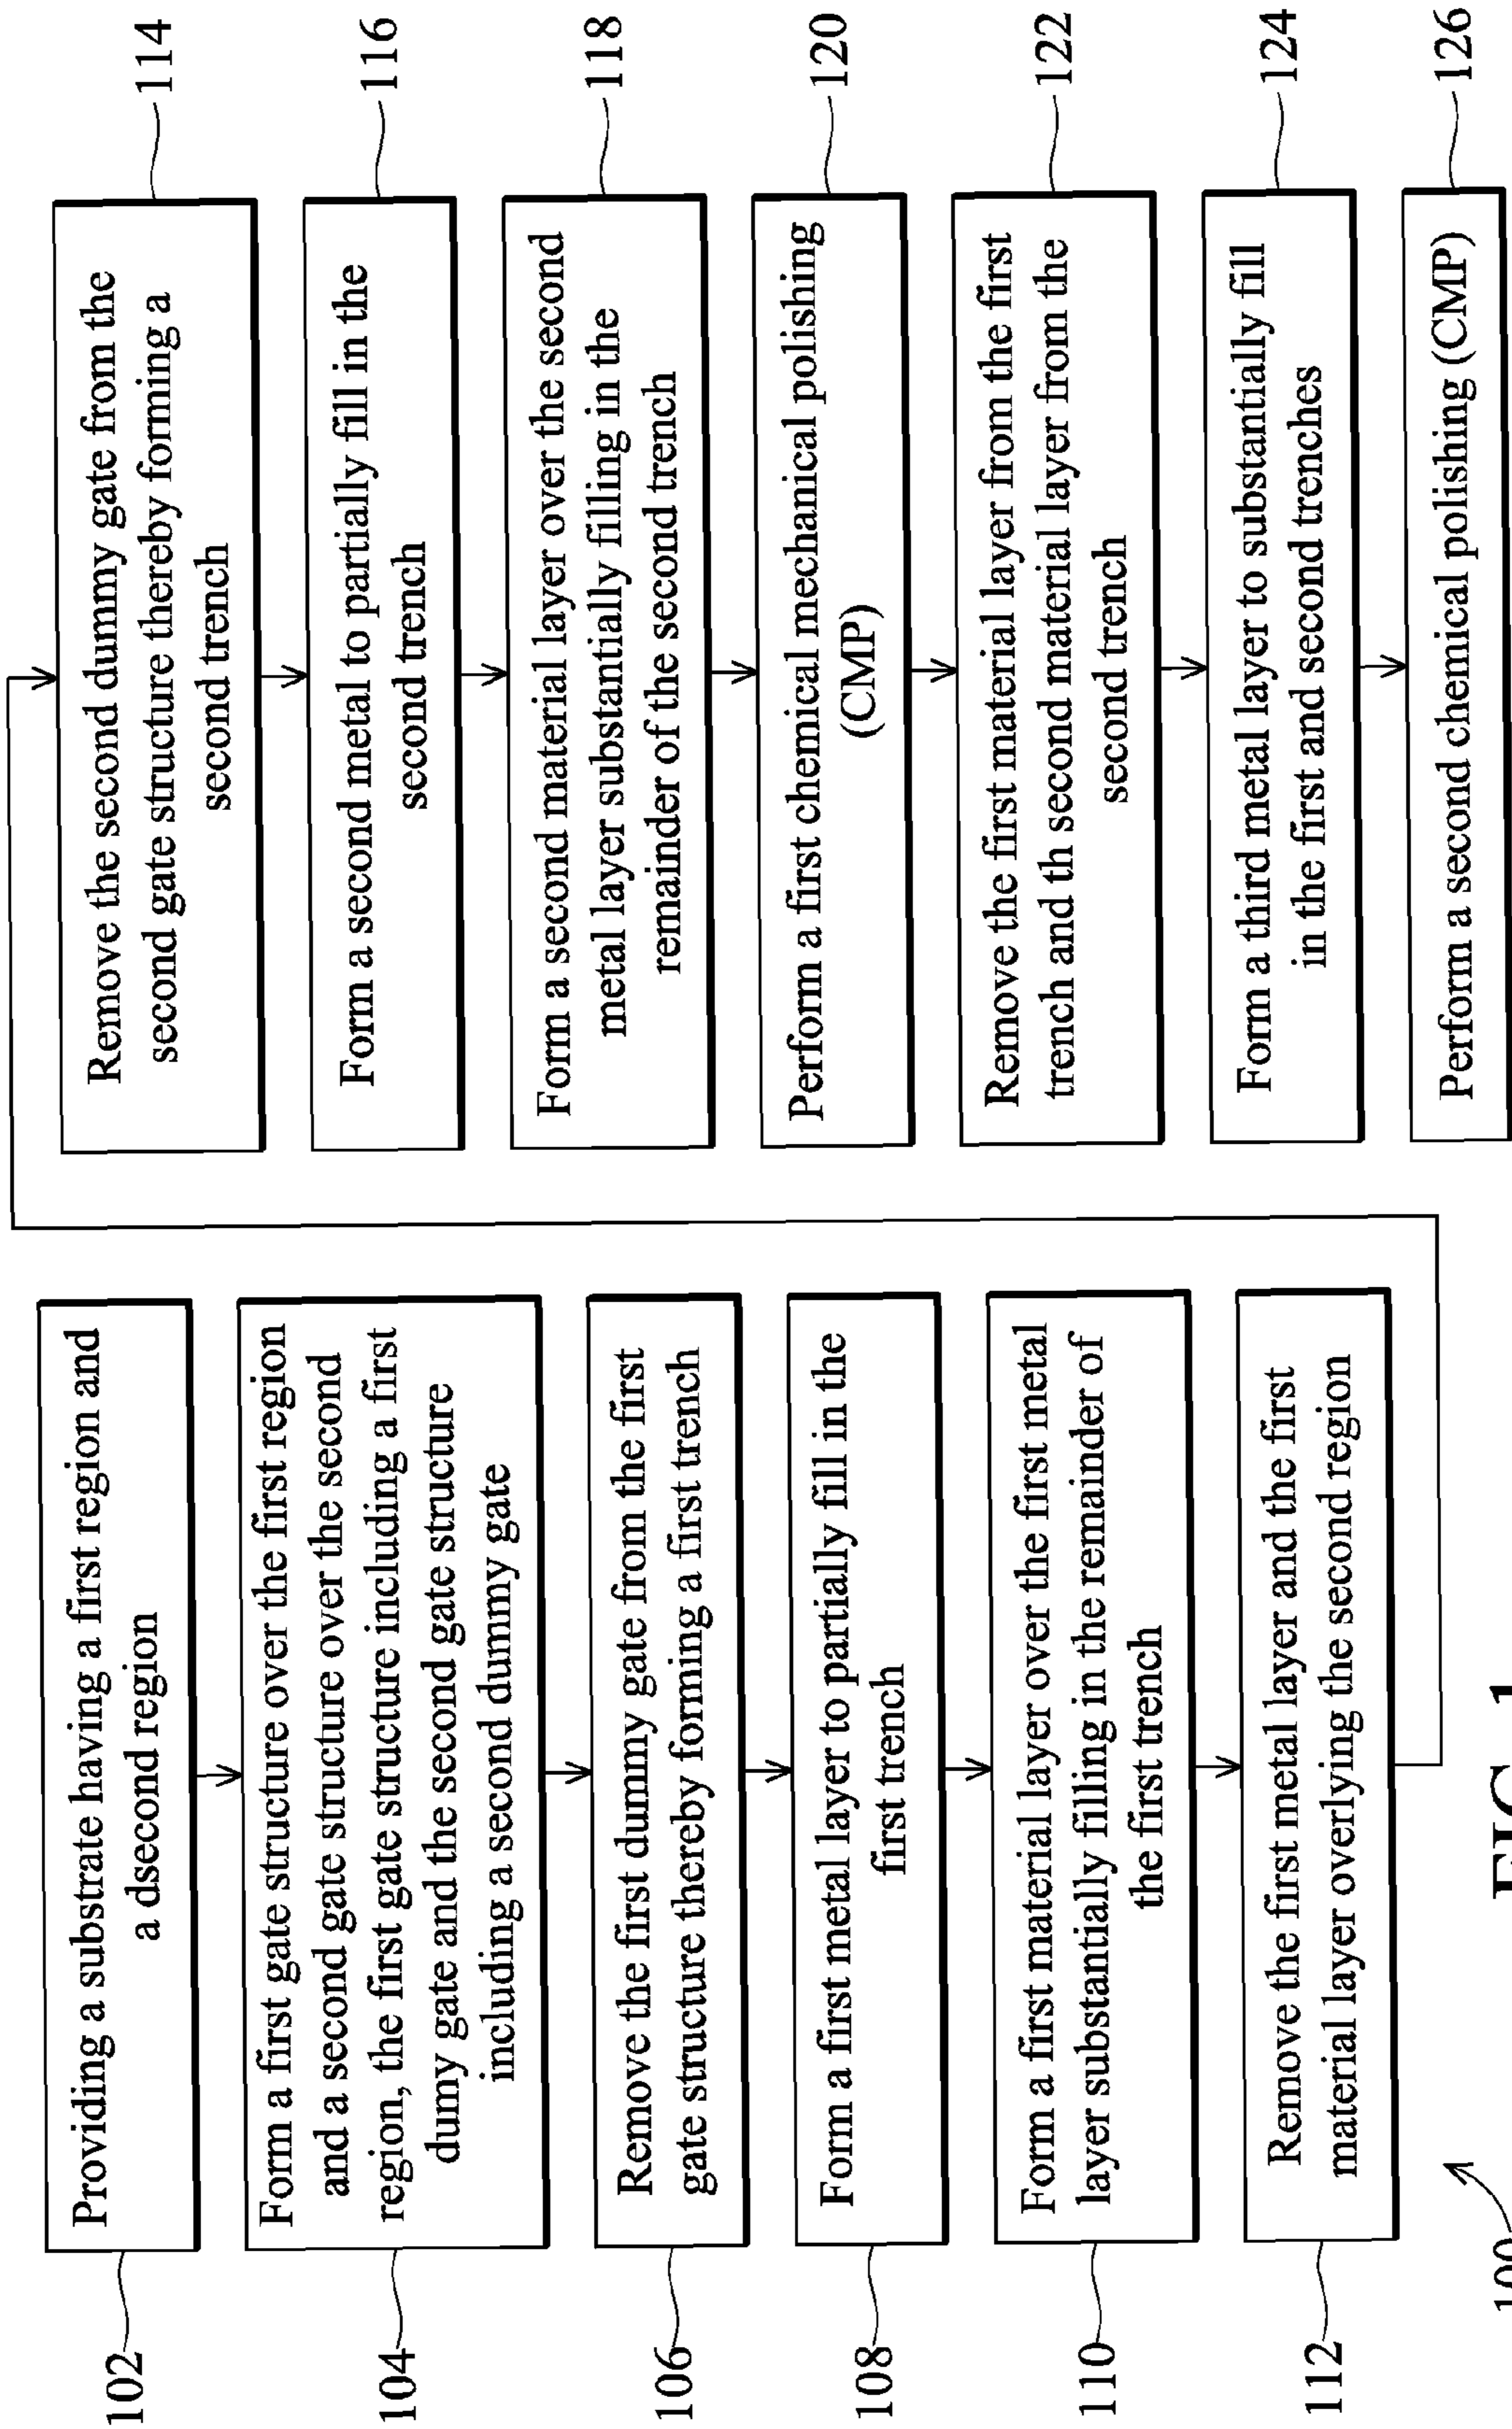 102
Providing a substrate having a first region and
a dsecond region
104
Form a first gate structure over the first region
and a second gate structure over the second
region, the first gate structure including a first
dumy gate and the second gate structure
including a second dummy gate
106
Remove the first dummy gate from the first
gate structure thereby forming a first trench
108
Form a first metal layer to partially fill in the
first trench
110
Form a first material layer over the first metal
layer substantially filling in the remainder of
the first trench
112
Remove the first metal layer and the first
material layer overlying the second region
114
Remove the second dummy gate from the
second gate structure thereby forming a
second trench
116
Form a second metal to partially fill in the
second trench
118
Form a second material layer over the second
metal layer substantially filling in the
remainder of the second trench
120
Perform a first chemical mechanical polishing
(CMP)
122
Remove the first material layer from the first
trench and th second material layer from the
second trench
124
Form a third metal layer to substantially fill
in the first and second trenches
126
Perform a second chemical polishing (CMP)
100
FIG. 1